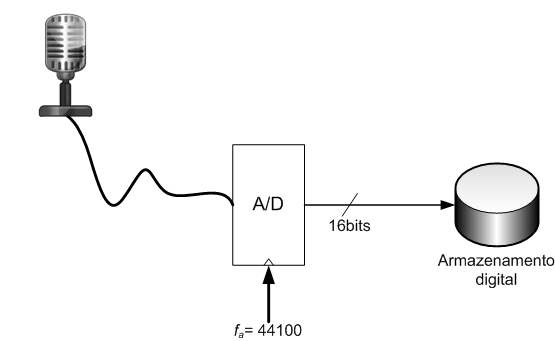 A/D
16bits
Armazenamento
digital
fa= 44100